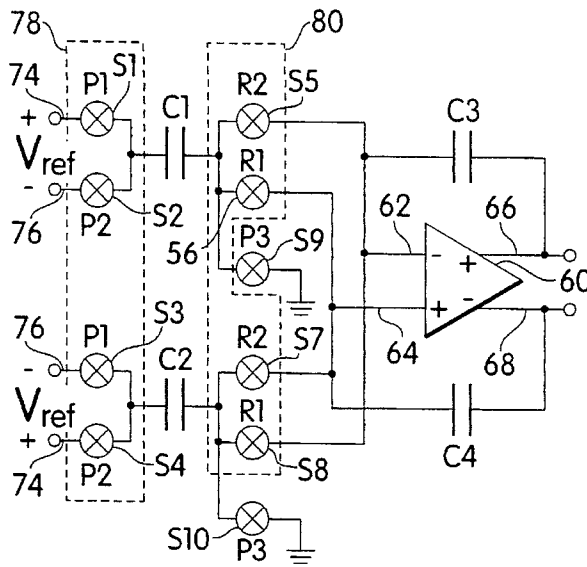 78
80
74
P1
S1
C1
R2
S5
C3
+
Vref
-
R1
62
66
76
P2
S2
56
P3
S9
-
+
60
+
-
64
68
76
P1
S3
C2
R2
S7
-
Vref
+
R1
C4
74
P2
S4
S8
S10
P3